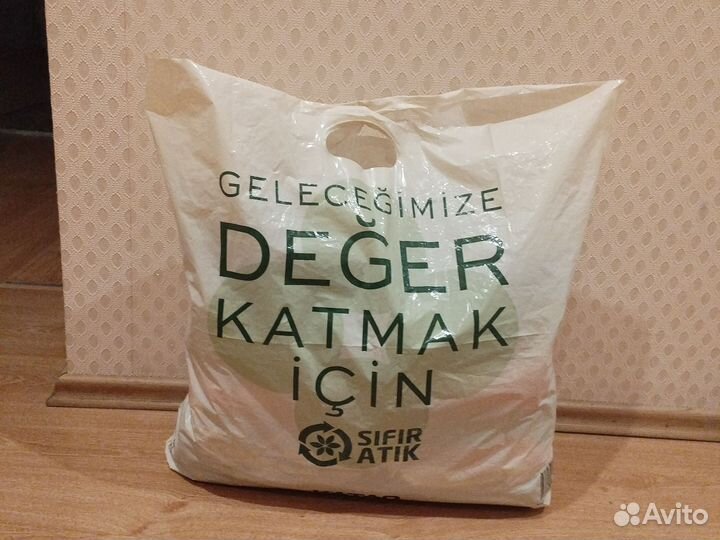 GELECEĞİMİZE
DEĞER
KATMAK
İÇİN
SIFIR
ATIK
Avito